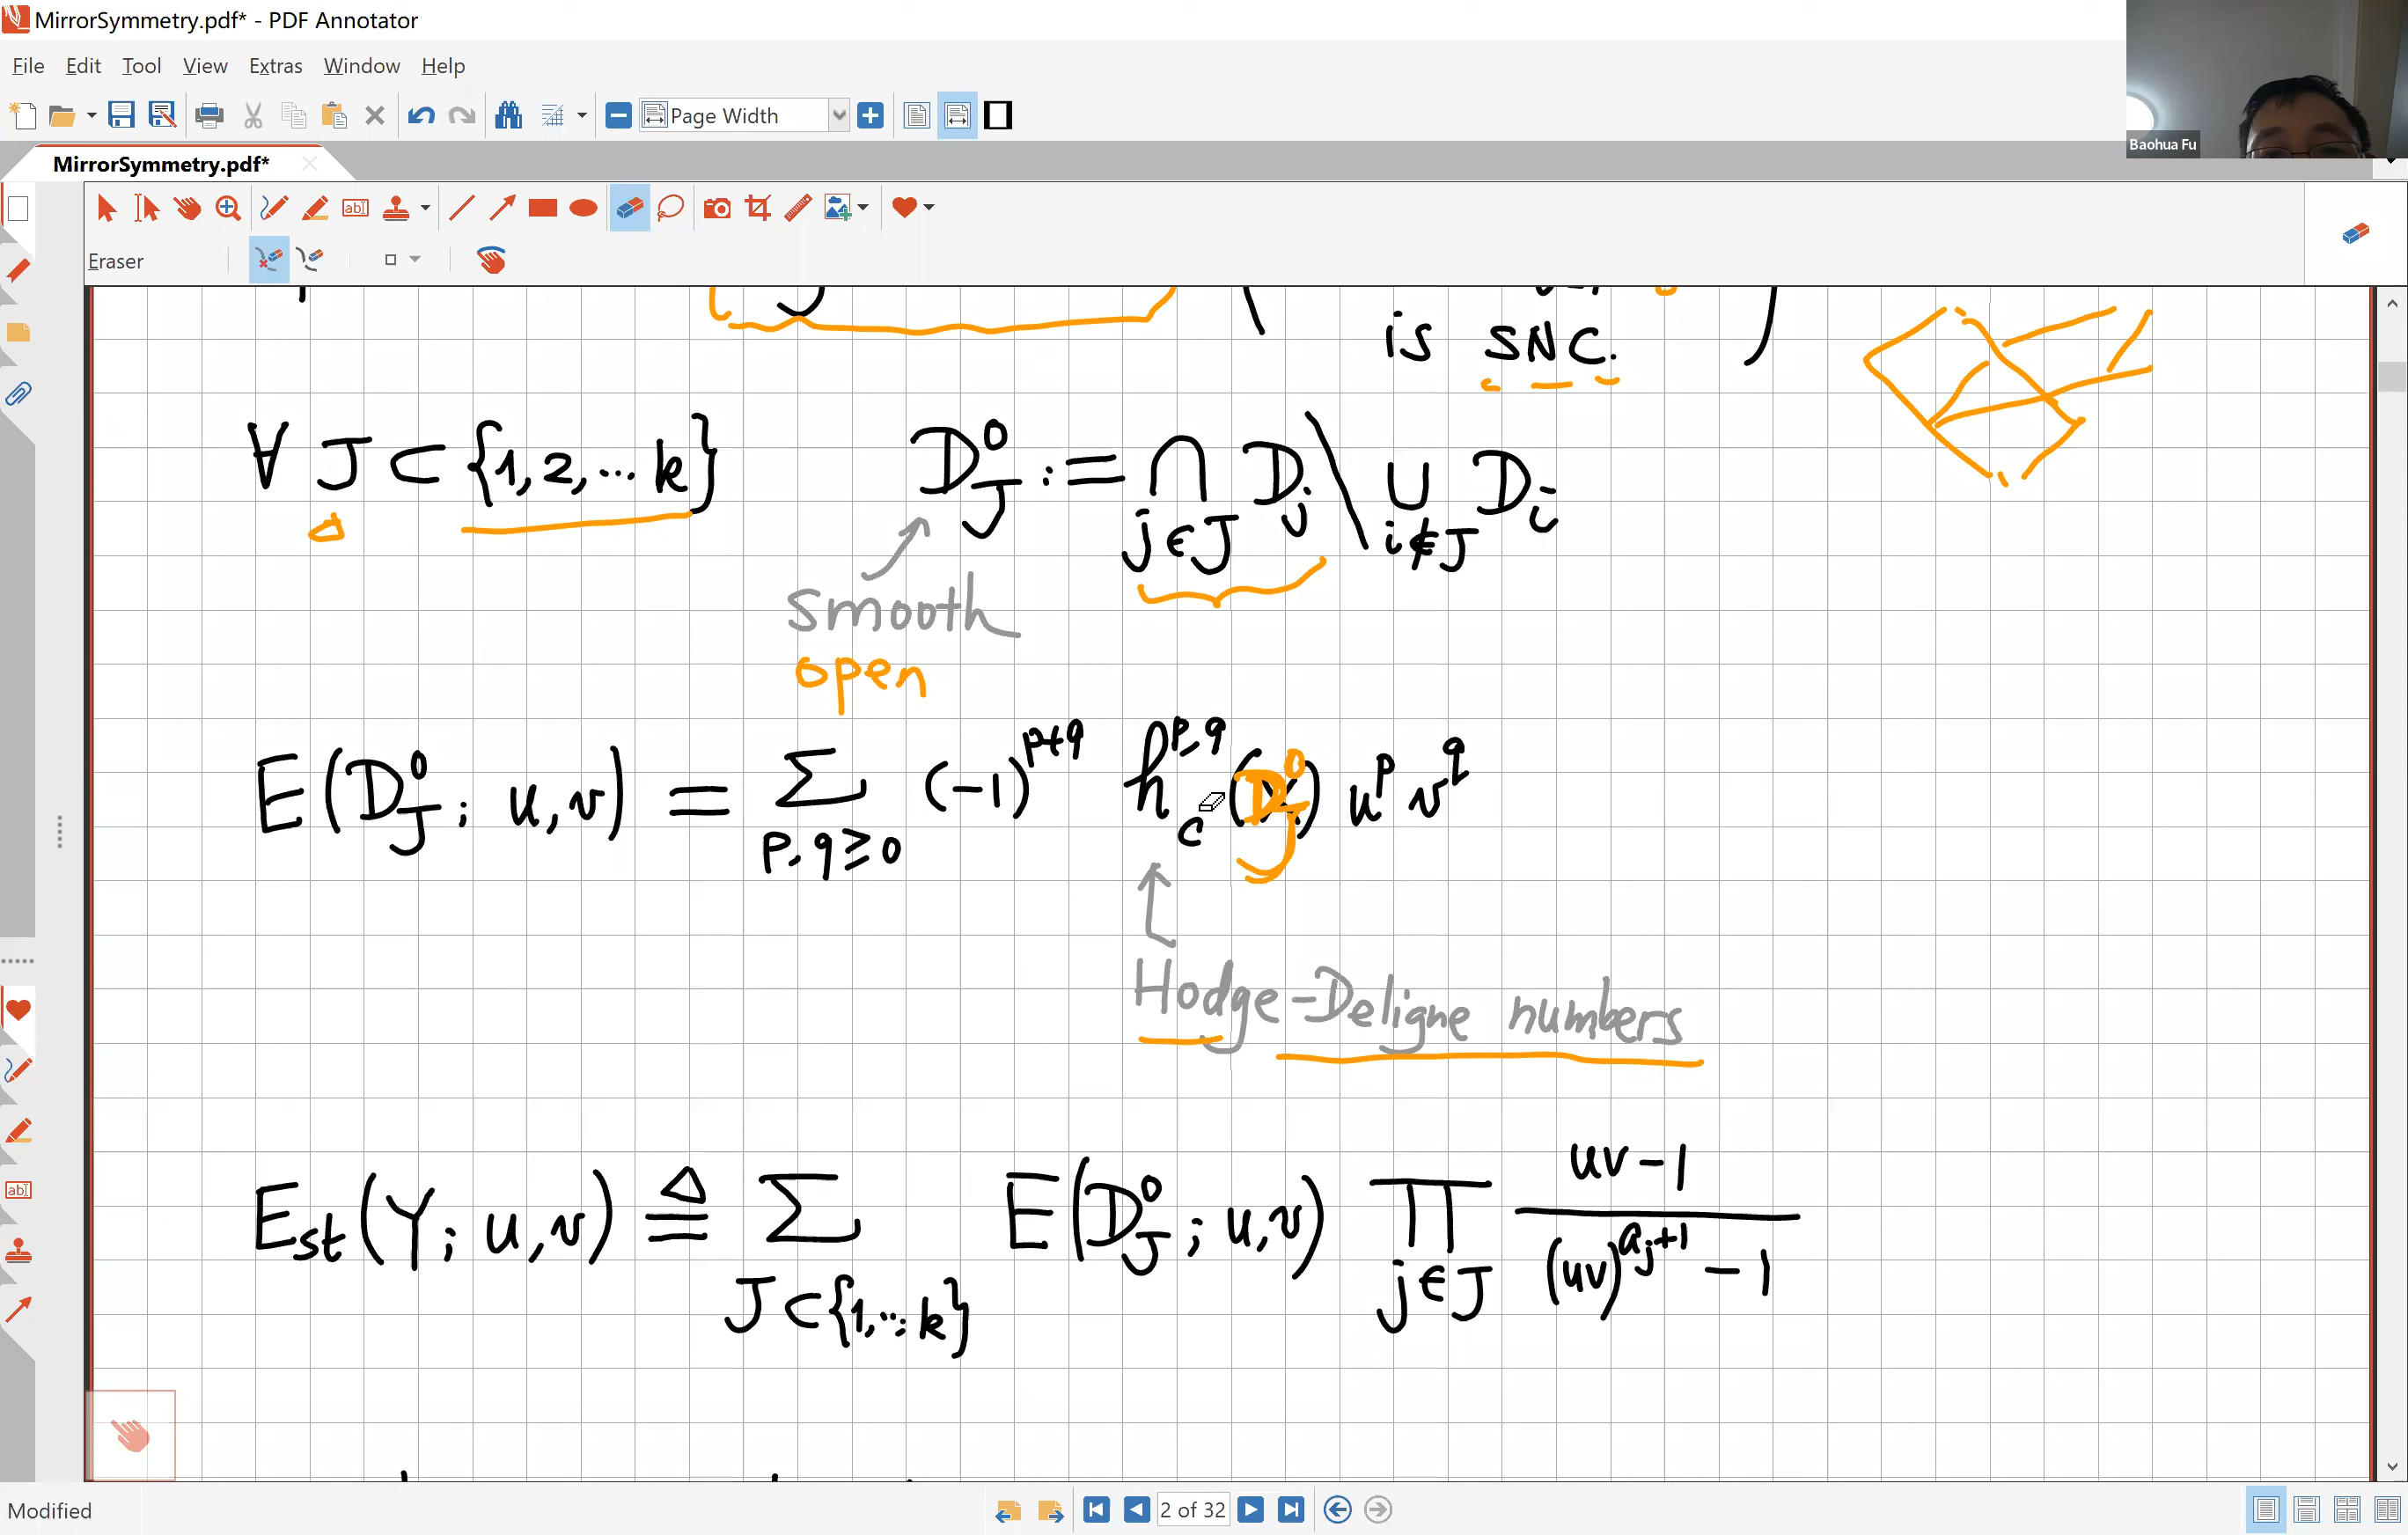 MirrorSymmetry.pdf* - PDF Annotator
File Edit Tool View Extras Window Help
Page Width
Baohua Fu
MirrorSymmetry.pdf*
Eraser
is SNC. )
∀ J ⊂ {1,2,…k} D_J^0 := ∩_{j∈J} D_j \ ∪_{i∉J} D_i
smooth
open
E(D_J^0; u,v) = Σ_{p,q≥0} (-1)^{p+q} h_c^{p,q}(D_J^0) u^p v^q
Hodge-Deligne numbers
E_st(Y; u,v) ≜ Σ_{J⊂{1,…,k}} E(D_J^0; u,v) ∏_{j∈J} \frac{uv-1}{(uv)^{a_j+1}-1}
Modified
2 of 32